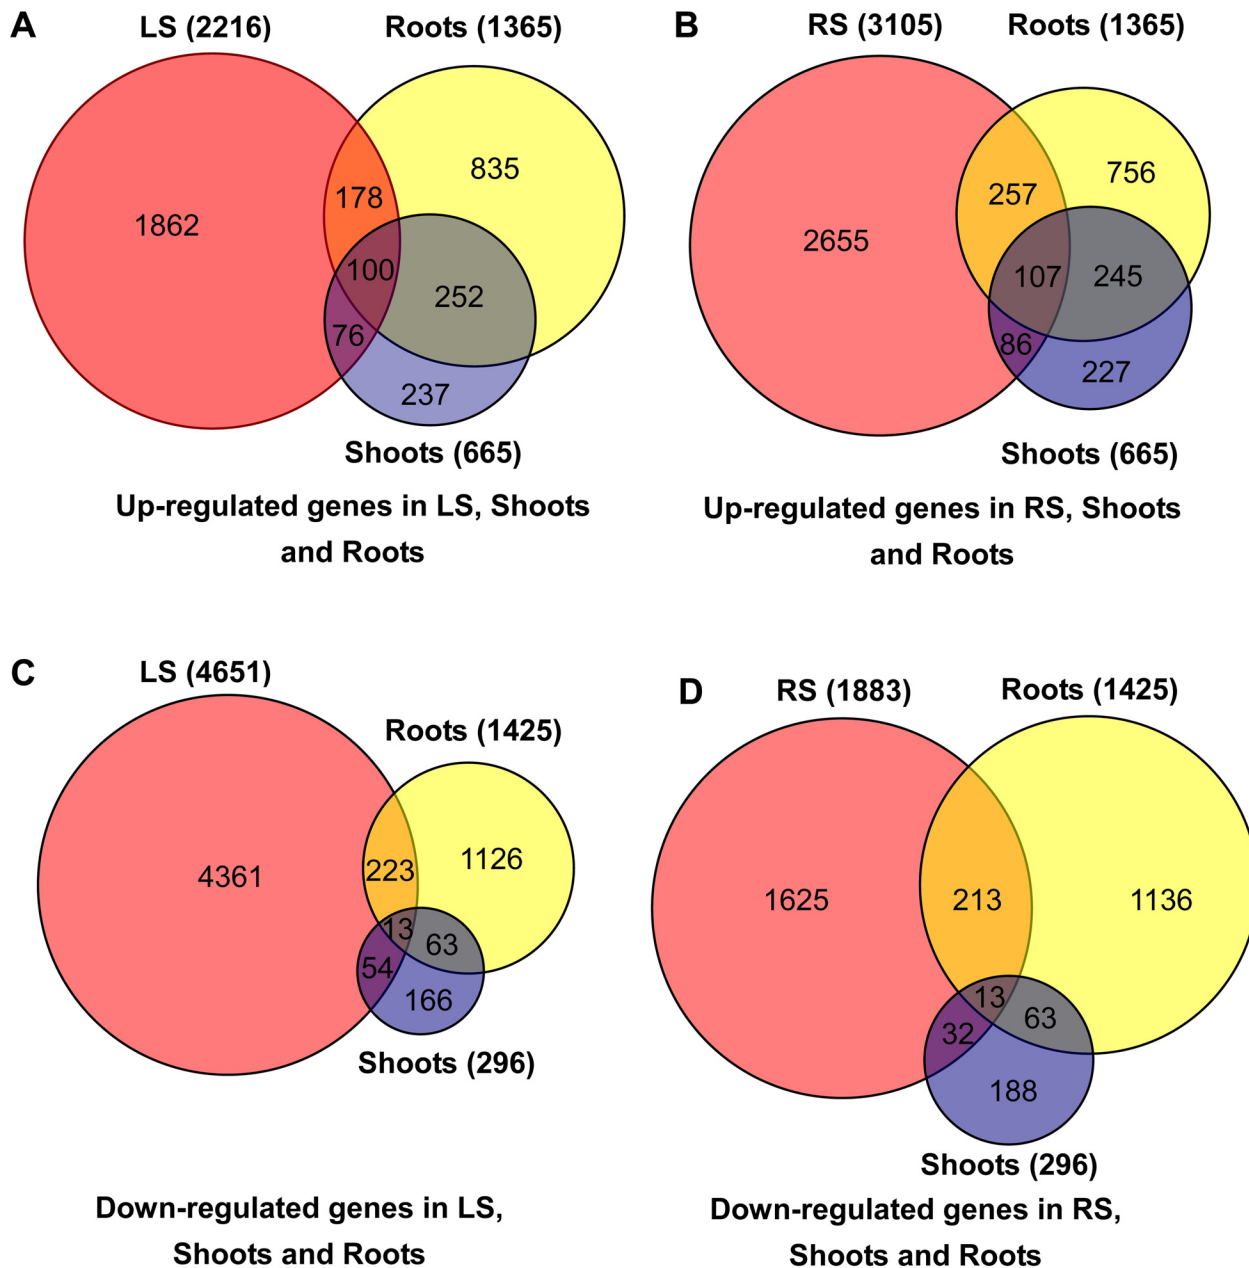 A
LS (2216)
Roots (1365)
1862
178
835
100
252
76
237
Shoots (665)
Up-regulated genes in LS, Shoots
and Roots
B
RS (3105)
Roots (1365)
2655
257
756
107
245
86
227
Shoots (665)
Up-regulated genes in RS, Shoots
and Roots
C
LS (4651)
Roots (1425)
4361
223
1126
13
63
54
166
Shoots (296)
Down-regulated genes in LS,
Shoots and Roots
D
RS (1883)
Roots (1425)
1625
213
1136
13
63
32
188
Shoots (296)
Down-regulated genes in RS,
Shoots and Roots